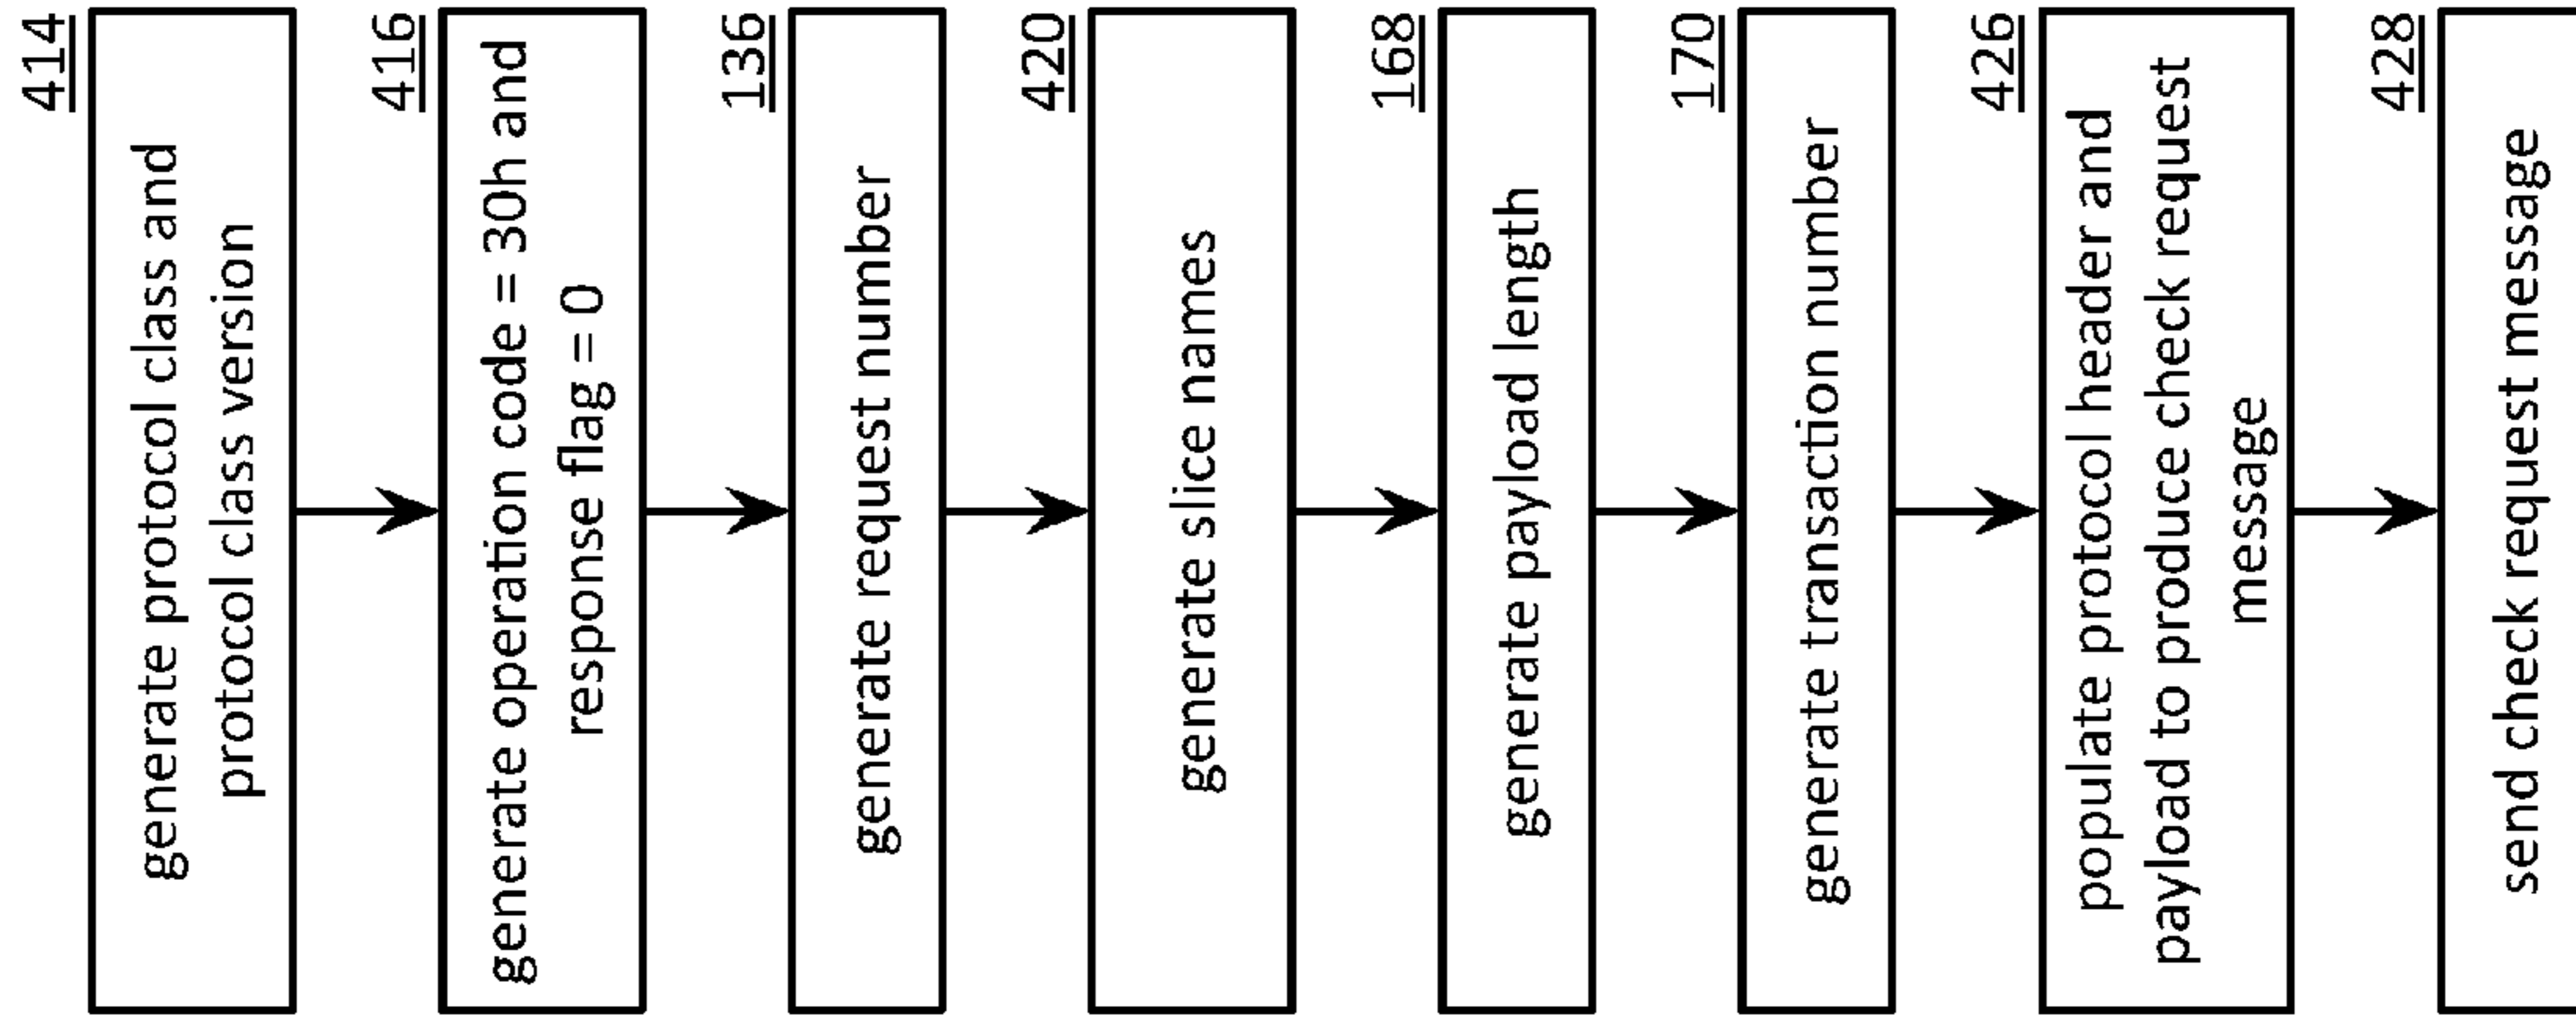 414
generate protocol class and
protocol class version
416
generate operation code = 30h and
response flag = 0
136
generate request number
420
generate slice names
168
generate payload length
170
generate transaction number
426
populate protocol header and
payload to produce check request
message
428
send check request message